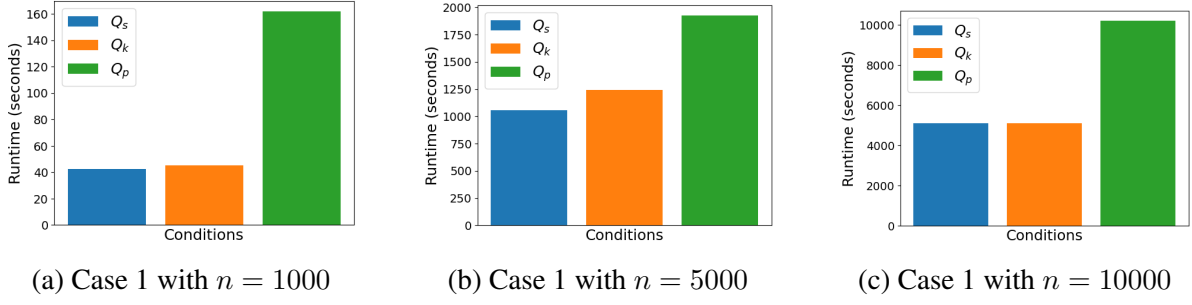 Runtime (seconds)
160
140
120
100
80
60
40
20
0
Q_s
Q_k
Q_p
Conditions
(a) Case 1 with n = 1000
Runtime (seconds)
2000
1750
1500
1250
1000
750
500
250
0
Q_s
Q_k
Q_p
Conditions
(b) Case 1 with n = 5000
Runtime (seconds)
10000
8000
6000
4000
2000
0
Q_s
Q_k
Q_p
Conditions
(c) Case 1 with n = 10000